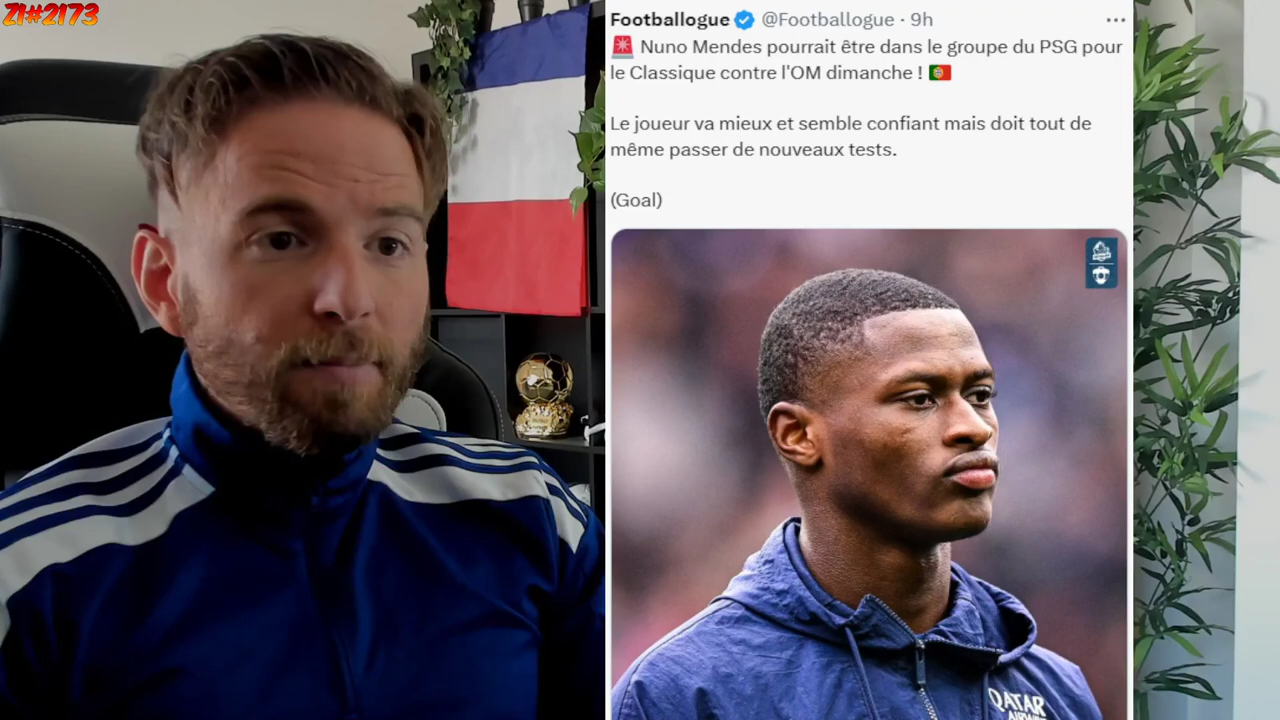 ZI#2173
Footballogue @Footballogue · 9h
🚨 Nuno Mendes pourrait être dans le groupe du PSG pour
le Classique contre l'OM dimanche ! 🇵🇹
Le joueur va mieux et semble confiant mais doit tout de
même passer de nouveaux tests.
(Goal)
QATAR
AIRWAYS